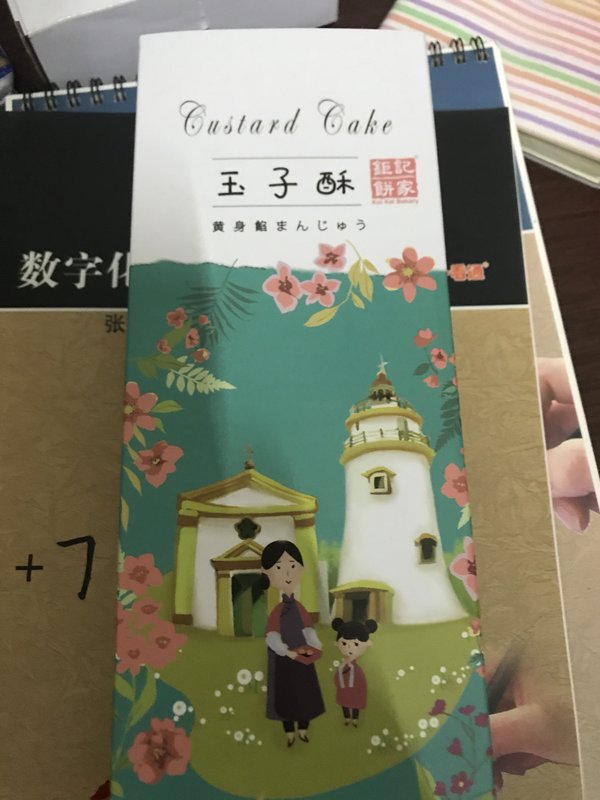 Custard Cake
玉子酥
鉅記
餅家
Koi Kei Bakery
黄身餡まんじゅう
数字化
张
+7